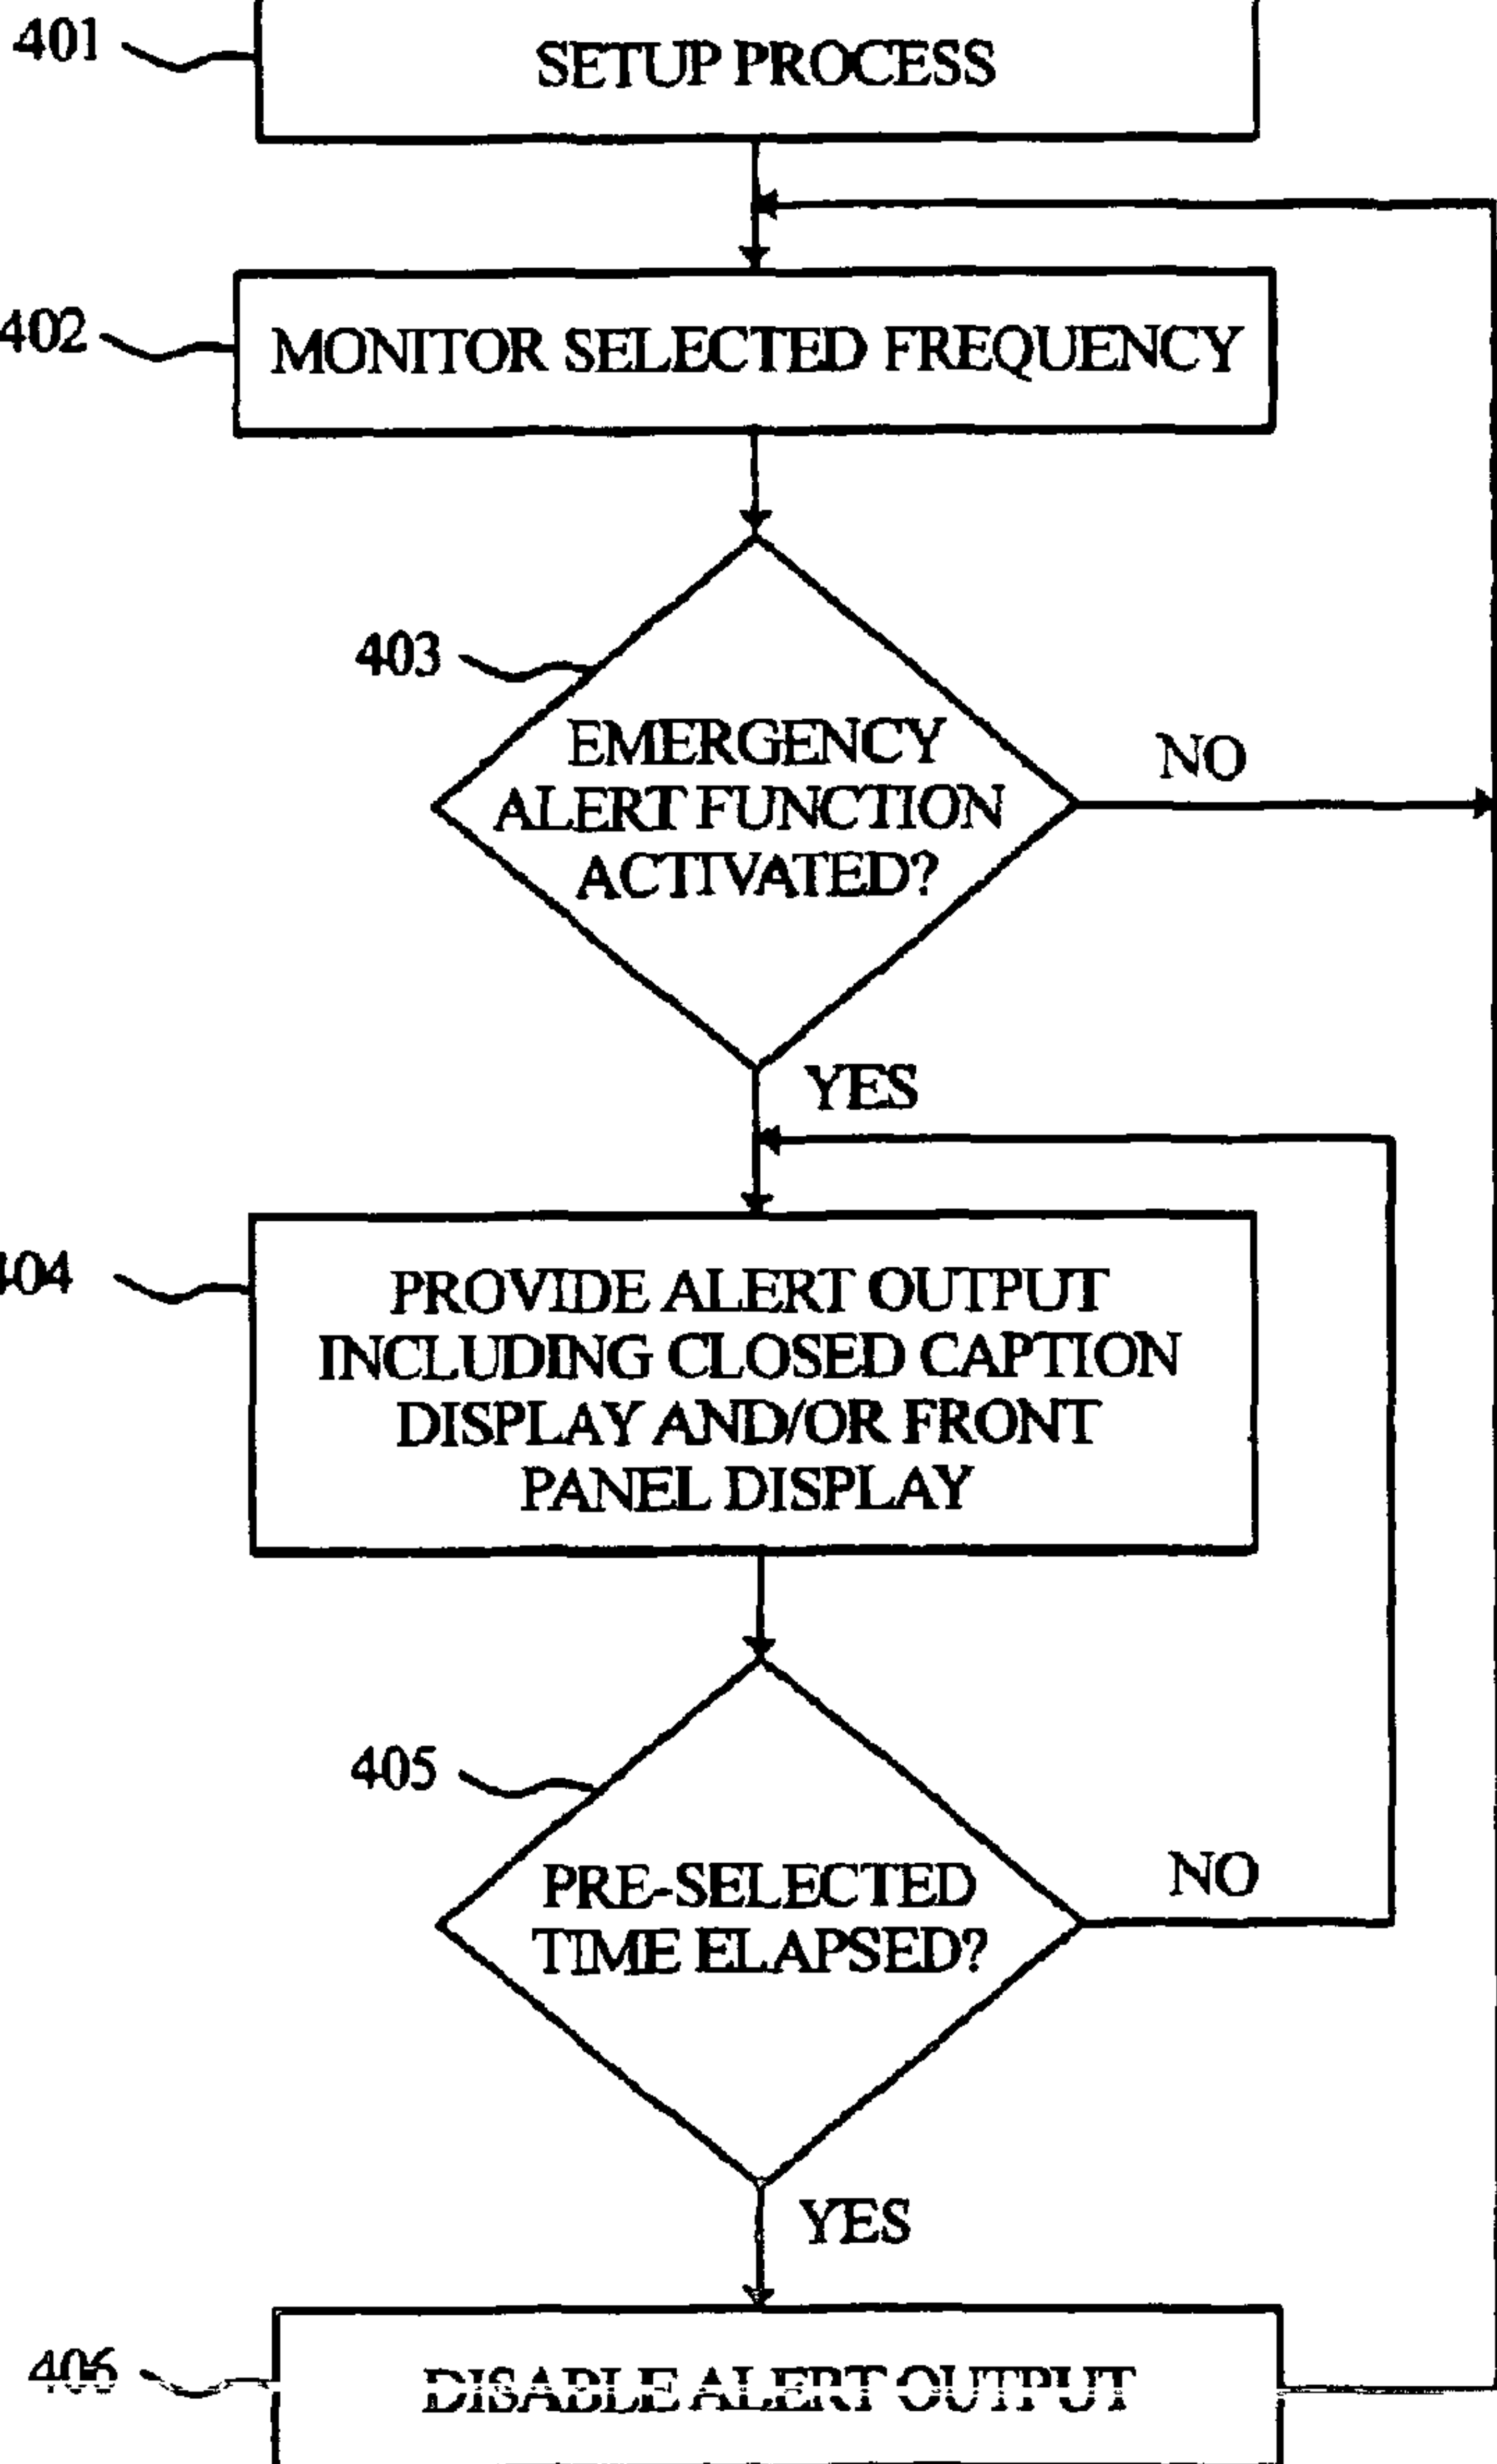 401
SETUP PROCESS
402
MONITOR SELECTED FREQUENCY
403
EMERGENCY
ALERT FUNCTION
ACTIVATED?
NO
YES
404
PROVIDE ALERT OUTPUT
INCLUDING CLOSED CAPTION
DISPLAY AND/OR FRONT
PANEL DISPLAY
405
PRE-SELECTED
TIME ELAPSED?
NO
YES
406
DISABLE ALERT OUTPUT